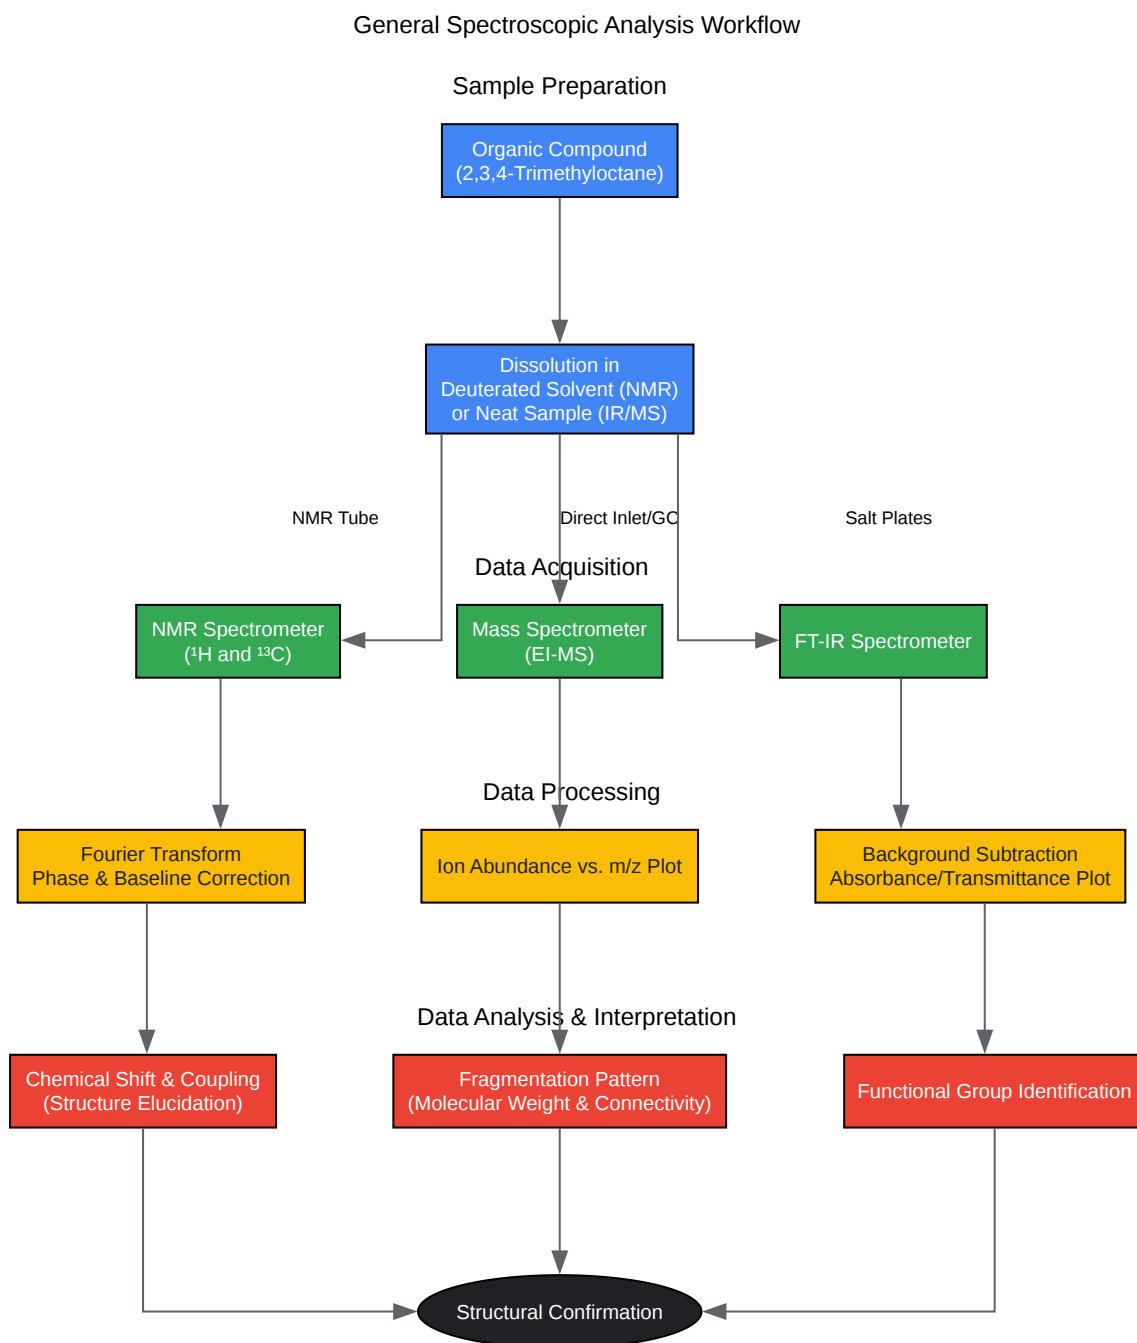 General Spectroscopic Analysis Workflow
Sample Preparation
Organic Compound
(2,3,4-Trimethyloctane)
Dissolution in
Deuterated Solvent (NMR)
or Neat Sample (IR/MS)
NMR Tube
Direct Inlet/GC
Salt Plates
Data Acquisition
NMR Spectrometer
(¹H and ¹³C)
Mass Spectrometer
(EI-MS)
FT-IR Spectrometer
Data Processing
Fourier Transform
Phase & Baseline Correction
Ion Abundance vs. m/z Plot
Background Subtraction
Absorbance/Transmittance Plot
Data Analysis & Interpretation
Chemical Shift & Coupling
(Structure Elucidation)
Fragmentation Pattern
(Molecular Weight & Connectivity)
Functional Group Identification
Structural Confirmation